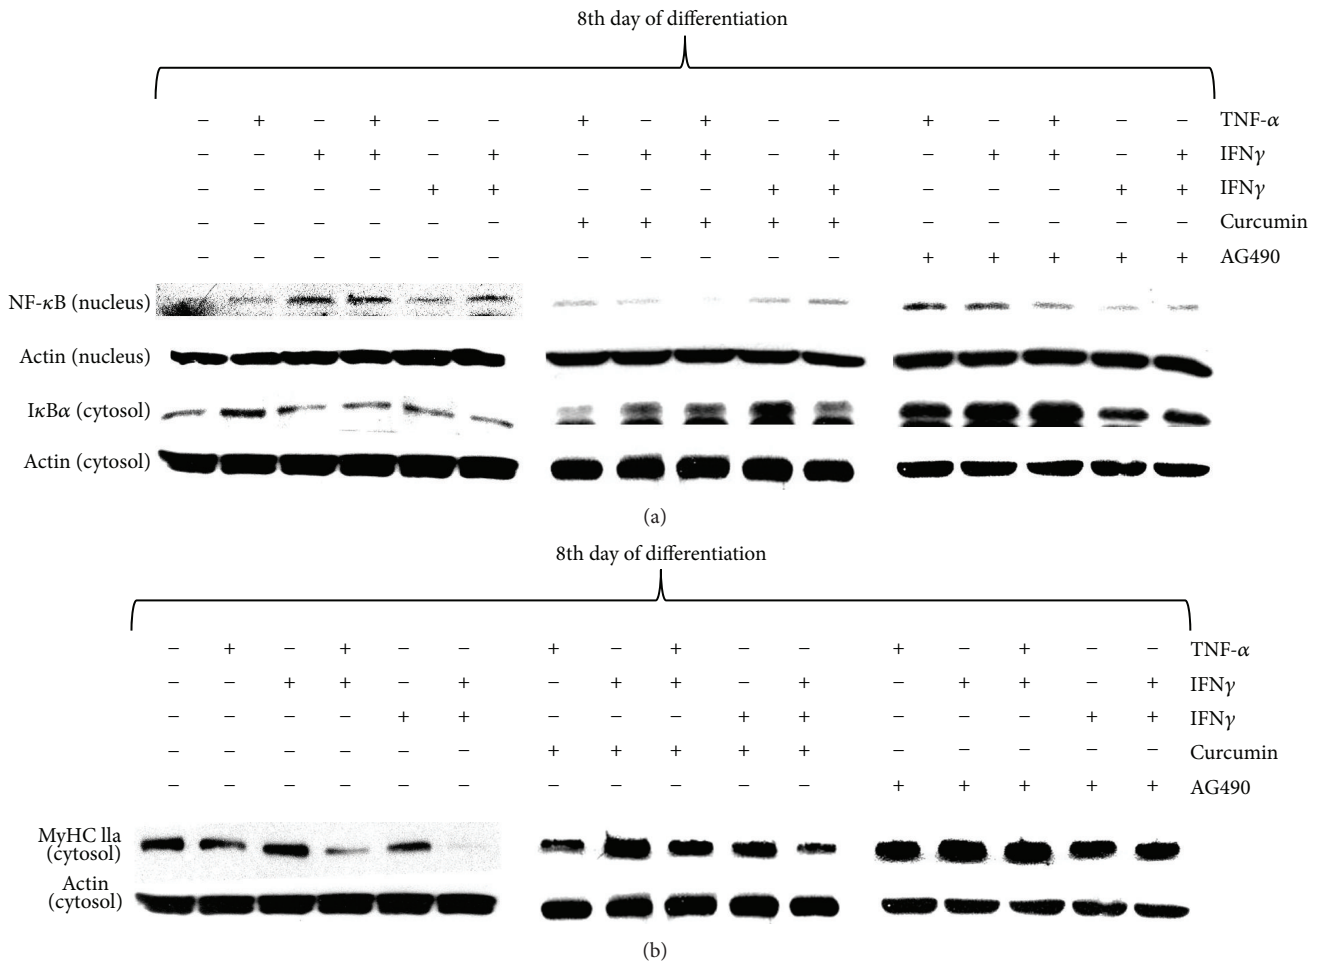 8th day of differentiation
− + − + − − + − + − − + − + − − TNF-α
− − + + − + − + + − + − + + − + IFNγ
− − − − + + − − − + + − − − + + IFNγ
− − − − − − + + + + + − − − − − Curcumin
− − − − − − − − − − − + + + + + AG490
NF-κB (nucleus)
Actin (nucleus)
IκBα (cytosol)
Actin (cytosol)
(a)
8th day of differentiation
− + − + − − + − + − − + − + − − TNF-α
− − + + − + − + + − + − + + − + IFNγ
− − − − + + − − − + + − − − + + IFNγ
− − − − − − + + + + + − − − − − Curcumin
− − − − − − − − − − − + + + + + AG490
MyHC lla
(cytosol)
Actin
(cytosol)
(b)